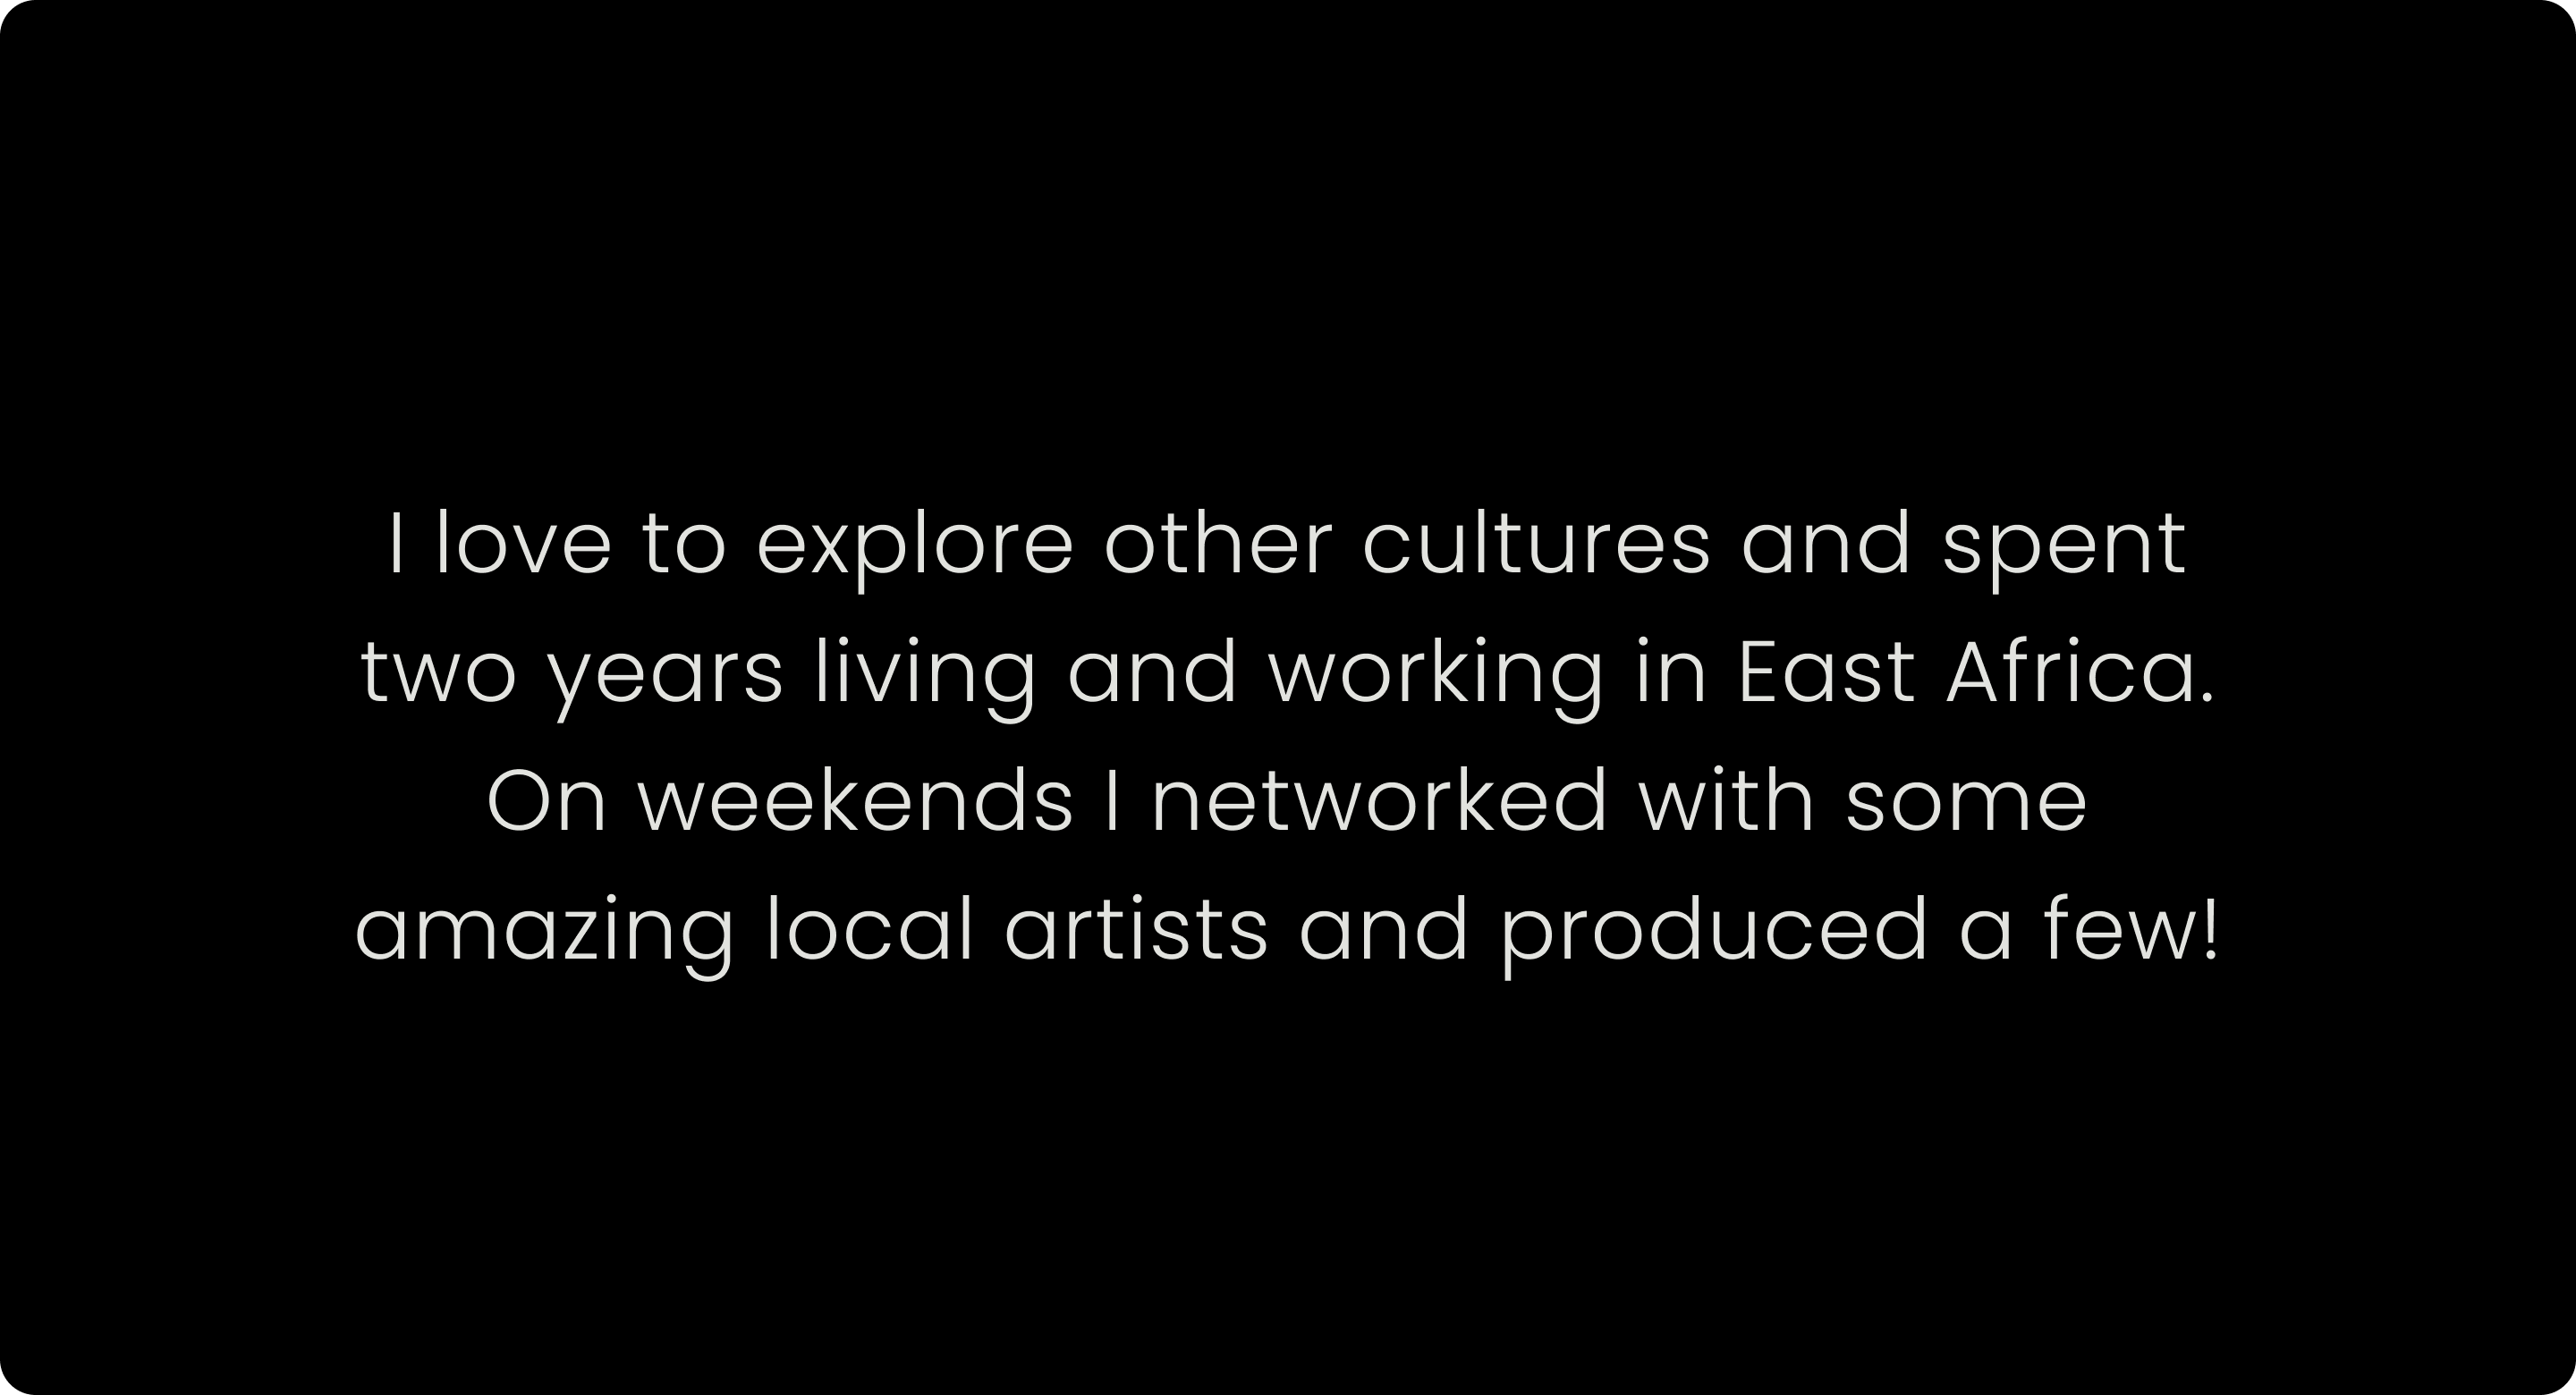 I love to explore other cultures and spent
two years living and working in East Africa.
On weekends I networked with some
amazing local artists and produced a few!